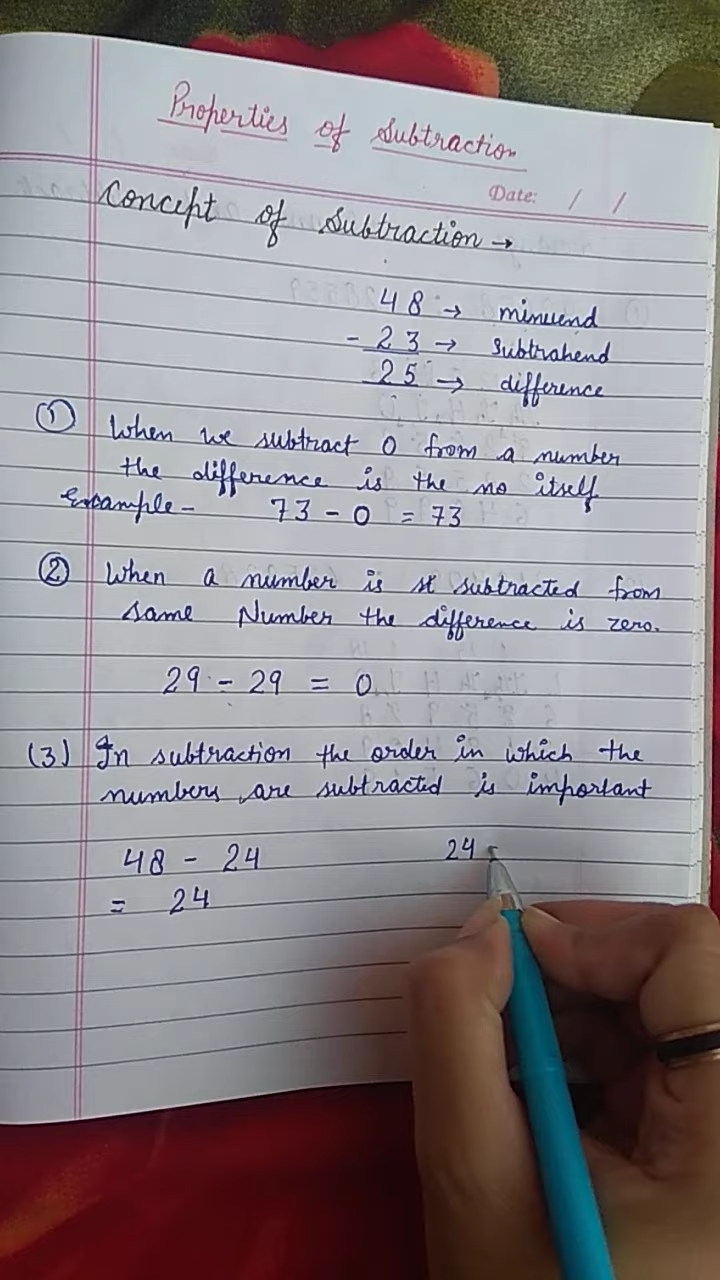 Properties of Subtraction
Date: / /
Concept of Subtraction →
48 → minuend
- 23 → Subtrahend
25 → difference
① When we subtract 0 from a number
the difference is the no itself
Example - 73 - 0 = 73
② When a number is st subtracted from
same Number the difference is zero.
29 - 29 = 0
(3) In subtraction the order in which the
numbers are subtracted is important
48 - 24 24 -
= 24